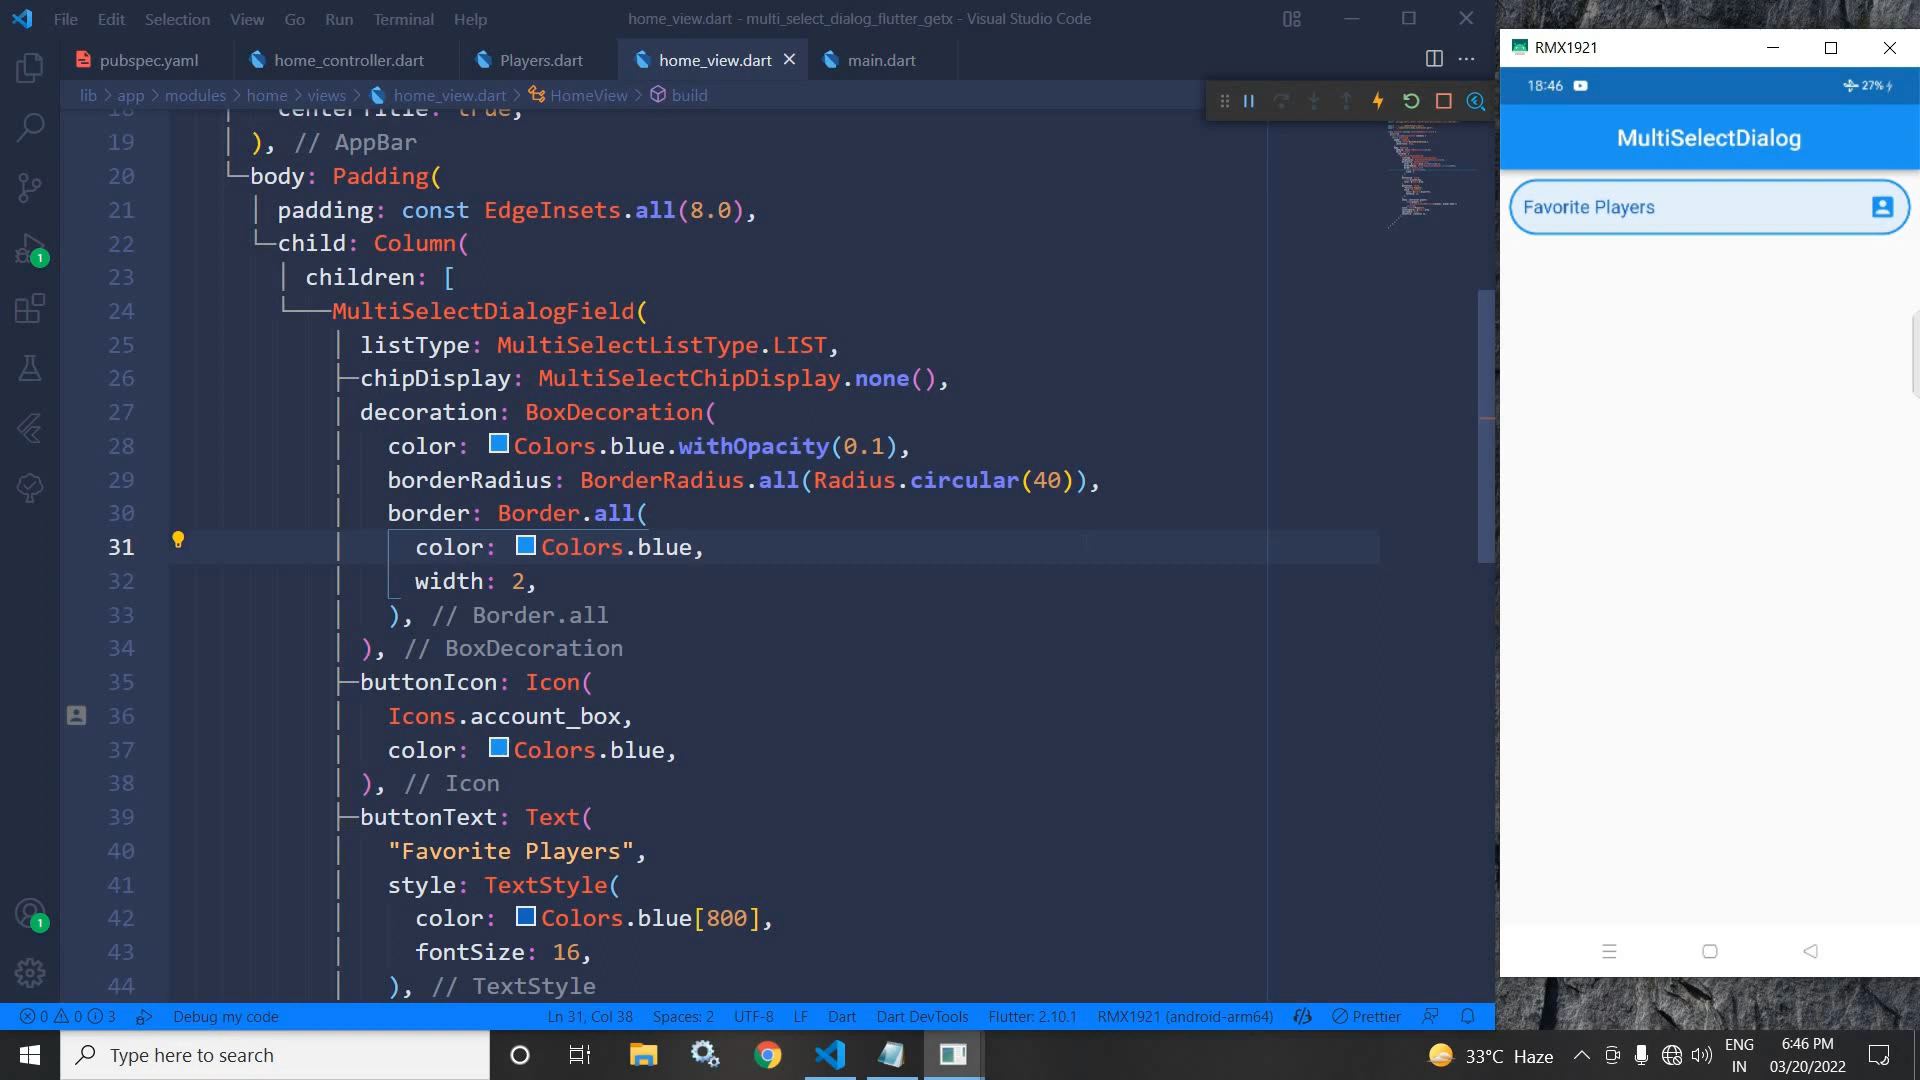 File Edit Selection View Go Run Terminal Help
home_view.dart - multi_select_dialog_flutter_getx - Visual Studio Code
pubspec.yaml home_controller.dart Players.dart home_view.dart main.dart
lib > app > modules > home > views > home_view.dart > HomeView > build
18 centerTitle: true,
19 ), // AppBar
20 body: Padding(
21 padding: const EdgeInsets.all(8.0),
22 child: Column(
23 children: [
24 MultiSelectDialogField(
25 listType: MultiSelectListType.LIST,
26 chipDisplay: MultiSelectChipDisplay.none(),
27 decoration: BoxDecoration(
28 color: Colors.blue.withOpacity(0.1),
29 borderRadius: BorderRadius.all(Radius.circular(40)),
30 border: Border.all(
31 color: Colors.blue,
32 width: 2,
33 ), // Border.all
34 ), // BoxDecoration
35 buttonIcon: Icon(
36 Icons.account_box,
37 color: Colors.blue,
38 ), // Icon
39 buttonText: Text(
40 "Favorite Players",
41 style: TextStyle(
42 color: Colors.blue[800],
43 fontSize: 16,
44 ), // TextStyle
1
1
0 0 3 Debug my code Ln 31, Col 38 Spaces: 2 UTF-8 LF Dart Dart DevTools Flutter: 2.10.1 RMX1921 (android-arm64) Prettier
RMX1921
18:46 27%
MultiSelectDialog
Favorite Players
Type here to search
33°C Haze
ENG
IN
6:46 PM
03/20/2022